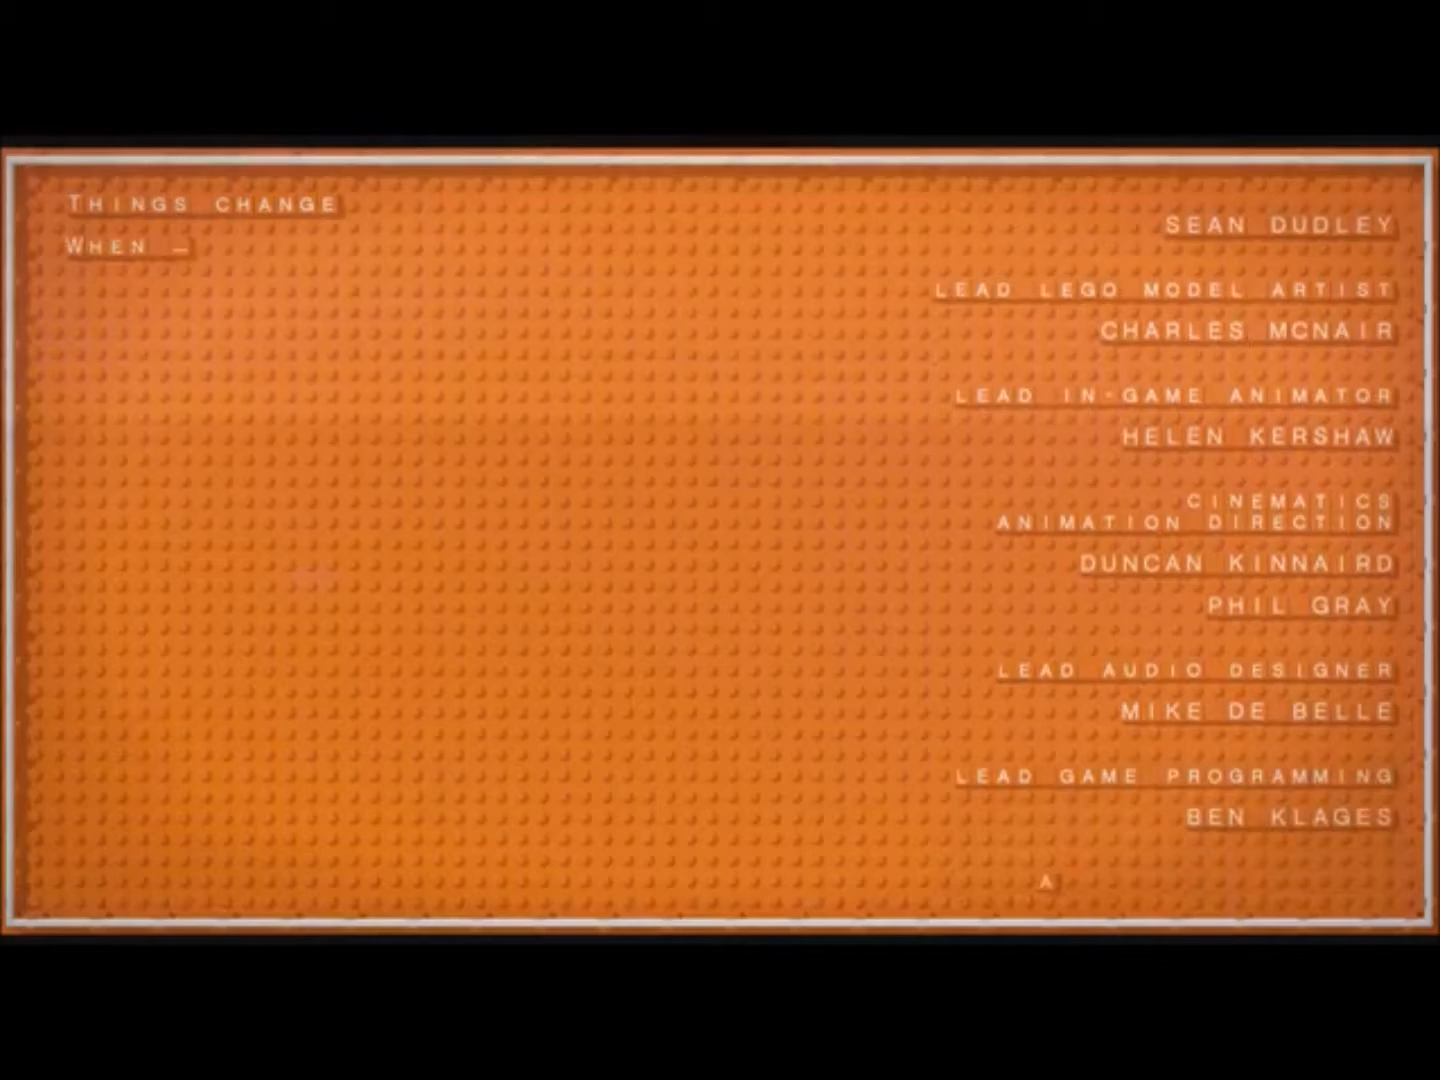 THINGS CHANGE
WHEN _
SEAN DUDLEY
LEAD LEGO MODEL ARTIST
CHARLES MCNAIR
LEAD IN-GAME ANIMATOR
HELEN KERSHAW
CINEMATICS
ANIMATION DIRECTION
DUNCAN KINNAIRD
PHIL GRAY
LEAD AUDIO DESIGNER
MIKE DE BELLE
LEAD GAME PROGRAMMING
BEN KLAGES
A